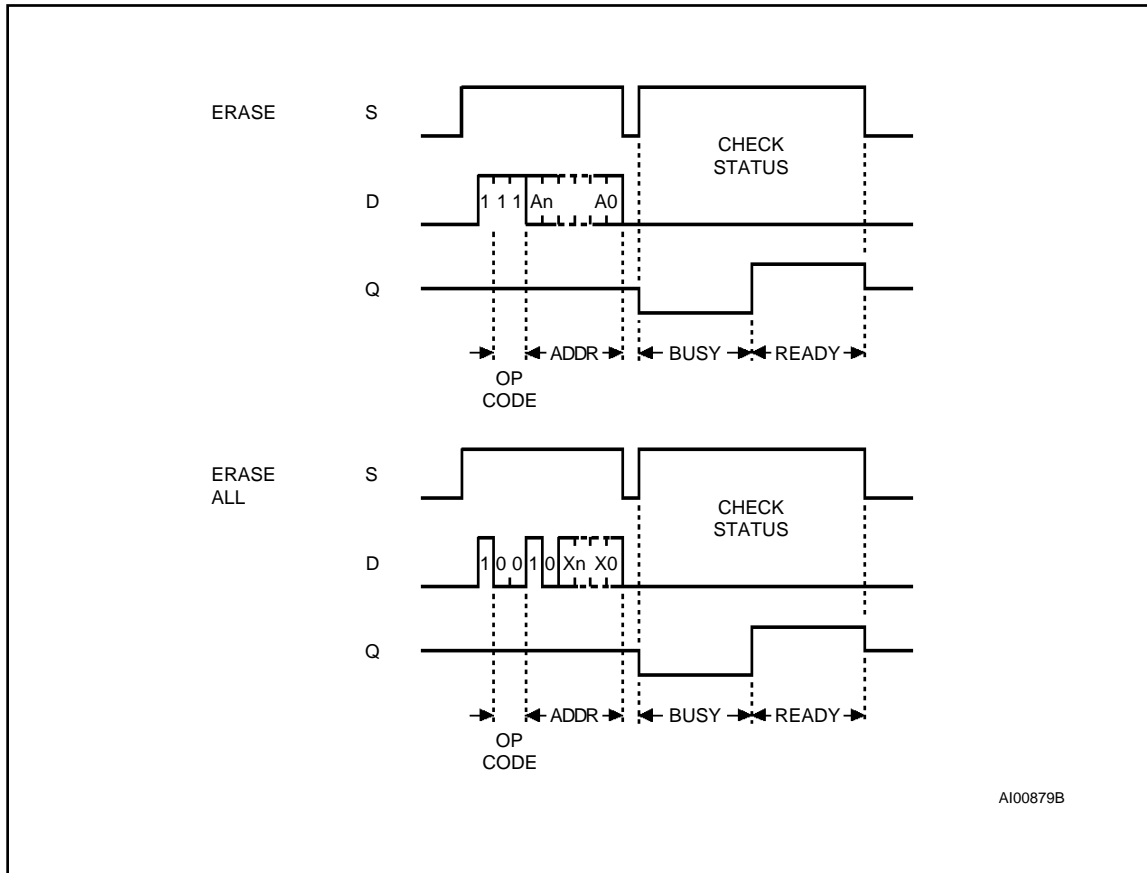 ERASE S
CHECK
STATUS
D 1 1 1 An A0
Q
ADDR BUSY READY
OP
CODE
ERASE
ALL
S
CHECK
STATUS
D 1 0 0 1 0 Xn X0
Q
ADDR BUSY READY
OP
CODE
AI00879B